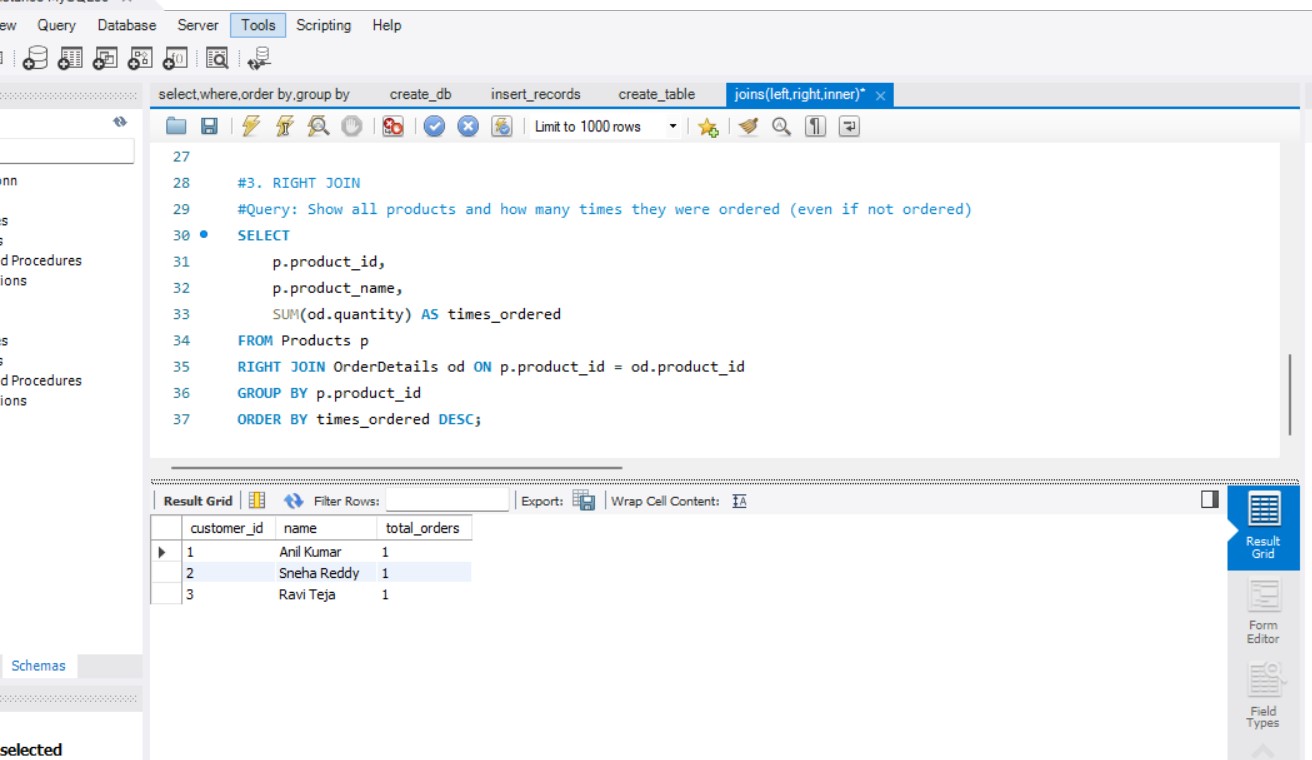 Query Database Server Tools Scripting Help
select,where,order by,group by create_db insert_records create_table joins(left,right,inner)* ×
Limit to 1000 rows
27
28 #3. RIGHT JOIN
29 #Query: Show all products and how many times they were ordered (even if not ordered)
30 SELECT
31 p.product_id,
32 p.product_name,
33 SUM(od.quantity) AS times_ordered
34 FROM Products p
35 RIGHT JOIN OrderDetails od ON p.product_id = od.product_id
36 GROUP BY p.product_id
37 ORDER BY times_ordered DESC;
d Procedures
ions
d Procedures
ions
Schemas
selected
Result Grid Filter Rows: Export: Wrap Cell Content:
customer_id name total_orders
1 Anil Kumar 1
2 Sneha Reddy 1
3 Ravi Teja 1
Result
Grid
Form
Editor
Field
Types